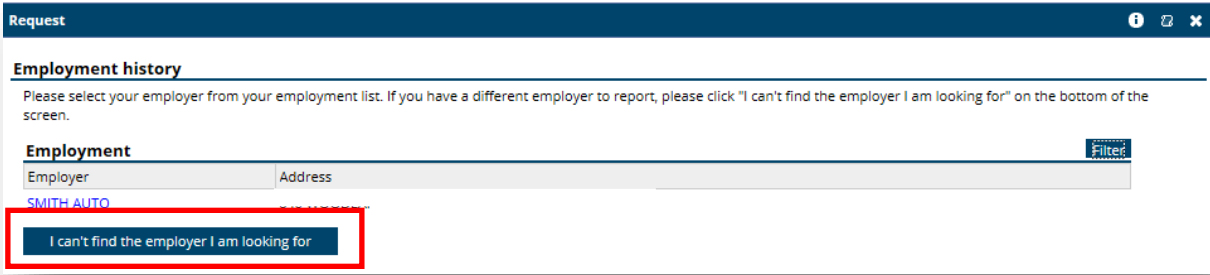 Request
Employment history
Please select your employer from your employment list. If you have a different employer to report, please click "I can't find the employer I am looking for" on the bottom of the
screen.
Employment Filter
Employer Address
SMITH AUTO
I can't find the employer I am looking for